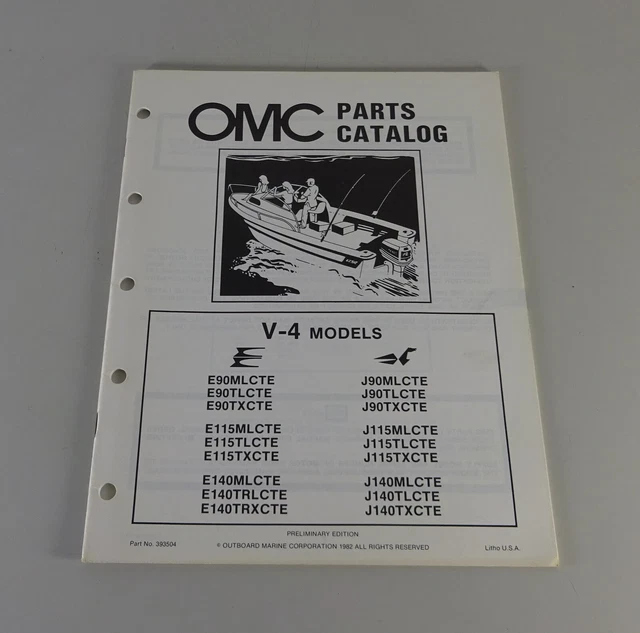 OMC PARTS CATALOG
V-4 MODELS
E90MLCTE J90MLCTE
E90TLCTE J90TLCTE
E90TXCTE J90TXCTE
E115MLCTE J115MLCTE
E115TLCTE J115TLCTE
E115TXCTE J115TXCTE
E140MLCTE J140MLCTE
E140TRLCTE J140TLCTE
E140TRXCTE J140TXCTE
PRELIMINARY EDITION
Part No. 393504 © OUTBOARD MARINE CORPORATION 1982 ALL RIGHTS RESERVED Litho U.S.A.